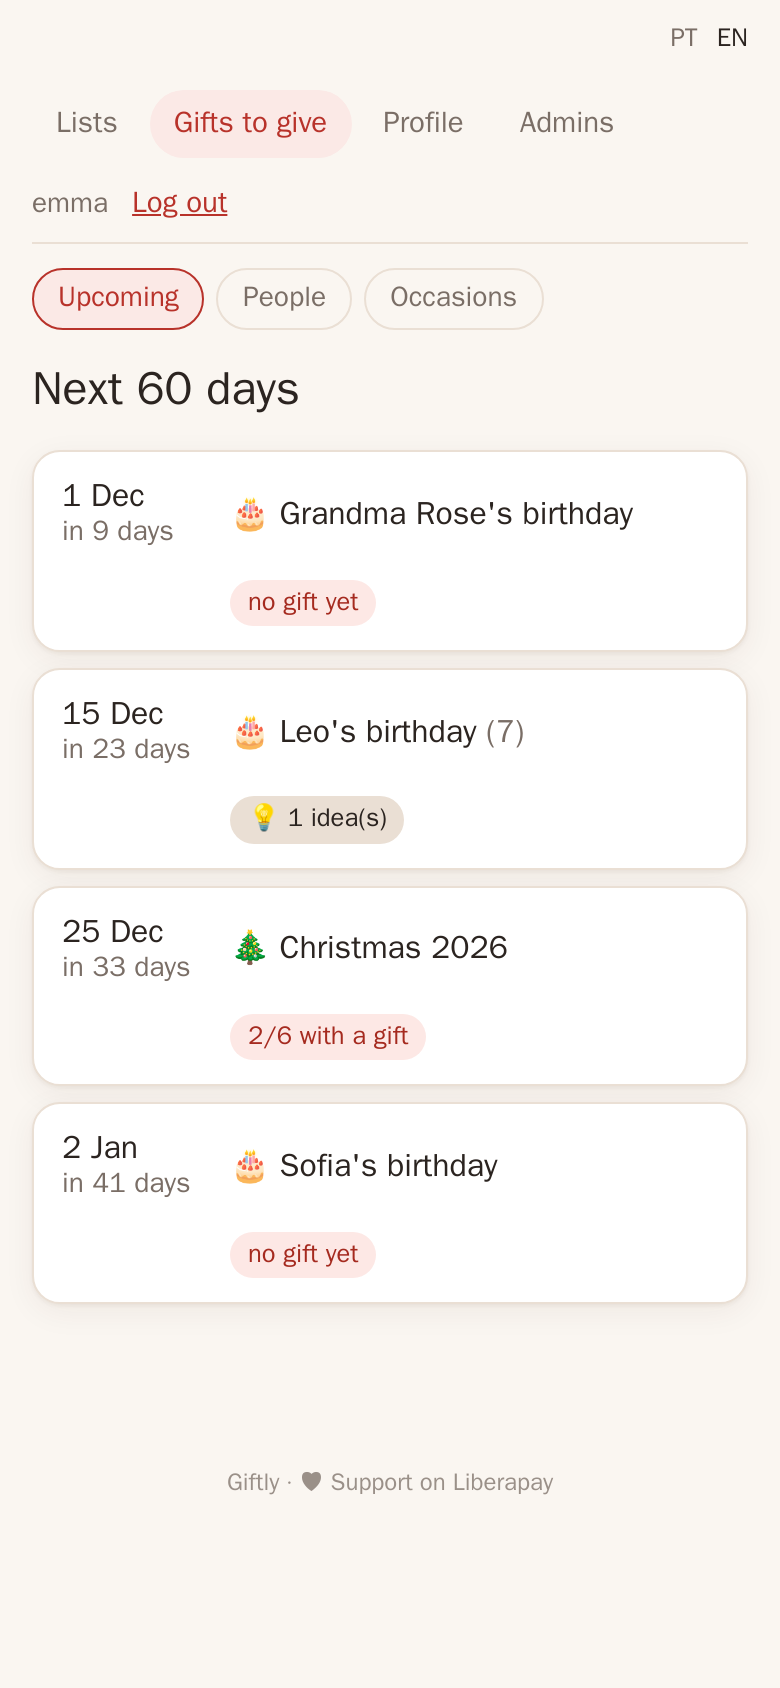 PT EN
Lists Gifts to give Profile Admins
emma Log out
Upcoming People Occasions
Next 60 days
1 Dec
in 9 days
🎂 Grandma Rose's birthday
no gift yet
15 Dec
in 23 days
🎂 Leo's birthday (7)
💡 1 idea(s)
25 Dec
in 33 days
🎄 Christmas 2026
2/6 with a gift
2 Jan
in 41 days
🎂 Sofia's birthday
no gift yet
Giftly · ♥ Support on Liberapay